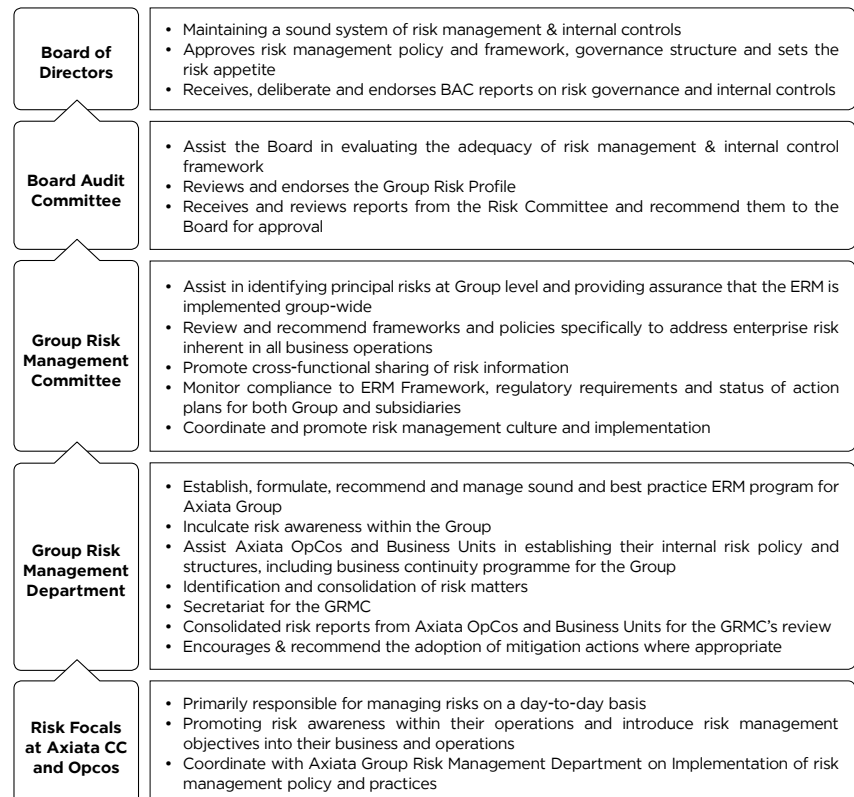 Board of
Directors
• Maintaining a sound system of risk management & internal controls
• Approves risk management policy and framework, governance structure and sets the
risk appetite
• Receives, deliberate and endorses BAC reports on risk governance and internal controls
Board Audit
Committee
• Assist the Board in evaluating the adequacy of risk management & internal control
framework
• Reviews and endorses the Group Risk Profile
• Receives and reviews reports from the Risk Committee and recommend them to the
Board for approval
Group Risk
Management
Committee
• Assist in identifying principal risks at Group level and providing assurance that the ERM is
implemented group-wide
• Review and recommend frameworks and policies specifically to address enterprise risk
inherent in all business operations
• Promote cross-functional sharing of risk information
• Monitor compliance to ERM Framework, regulatory requirements and status of action
plans for both Group and subsidiaries
• Coordinate and promote risk management culture and implementation
Group Risk
Management
Department
• Establish, formulate, recommend and manage sound and best practice ERM program for
Axiata Group
• Inculcate risk awareness within the Group
• Assist Axiata OpCos and Business Units in establishing their internal risk policy and
structures, including business continuity programme for the Group
• Identification and consolidation of risk matters
• Secretariat for the GRMC
• Consolidated risk reports from Axiata OpCos and Business Units for the GRMC's review
• Encourages & recommend the adoption of mitigation actions where appropriate
Risk Focals
at Axiata CC
and Opcos
• Primarily responsible for managing risks on a day-to-day basis
• Promoting risk awareness within their operations and introduce risk management
objectives into their business and operations
• Coordinate with Axiata Group Risk Management Department on Implementation of risk
management policy and practices